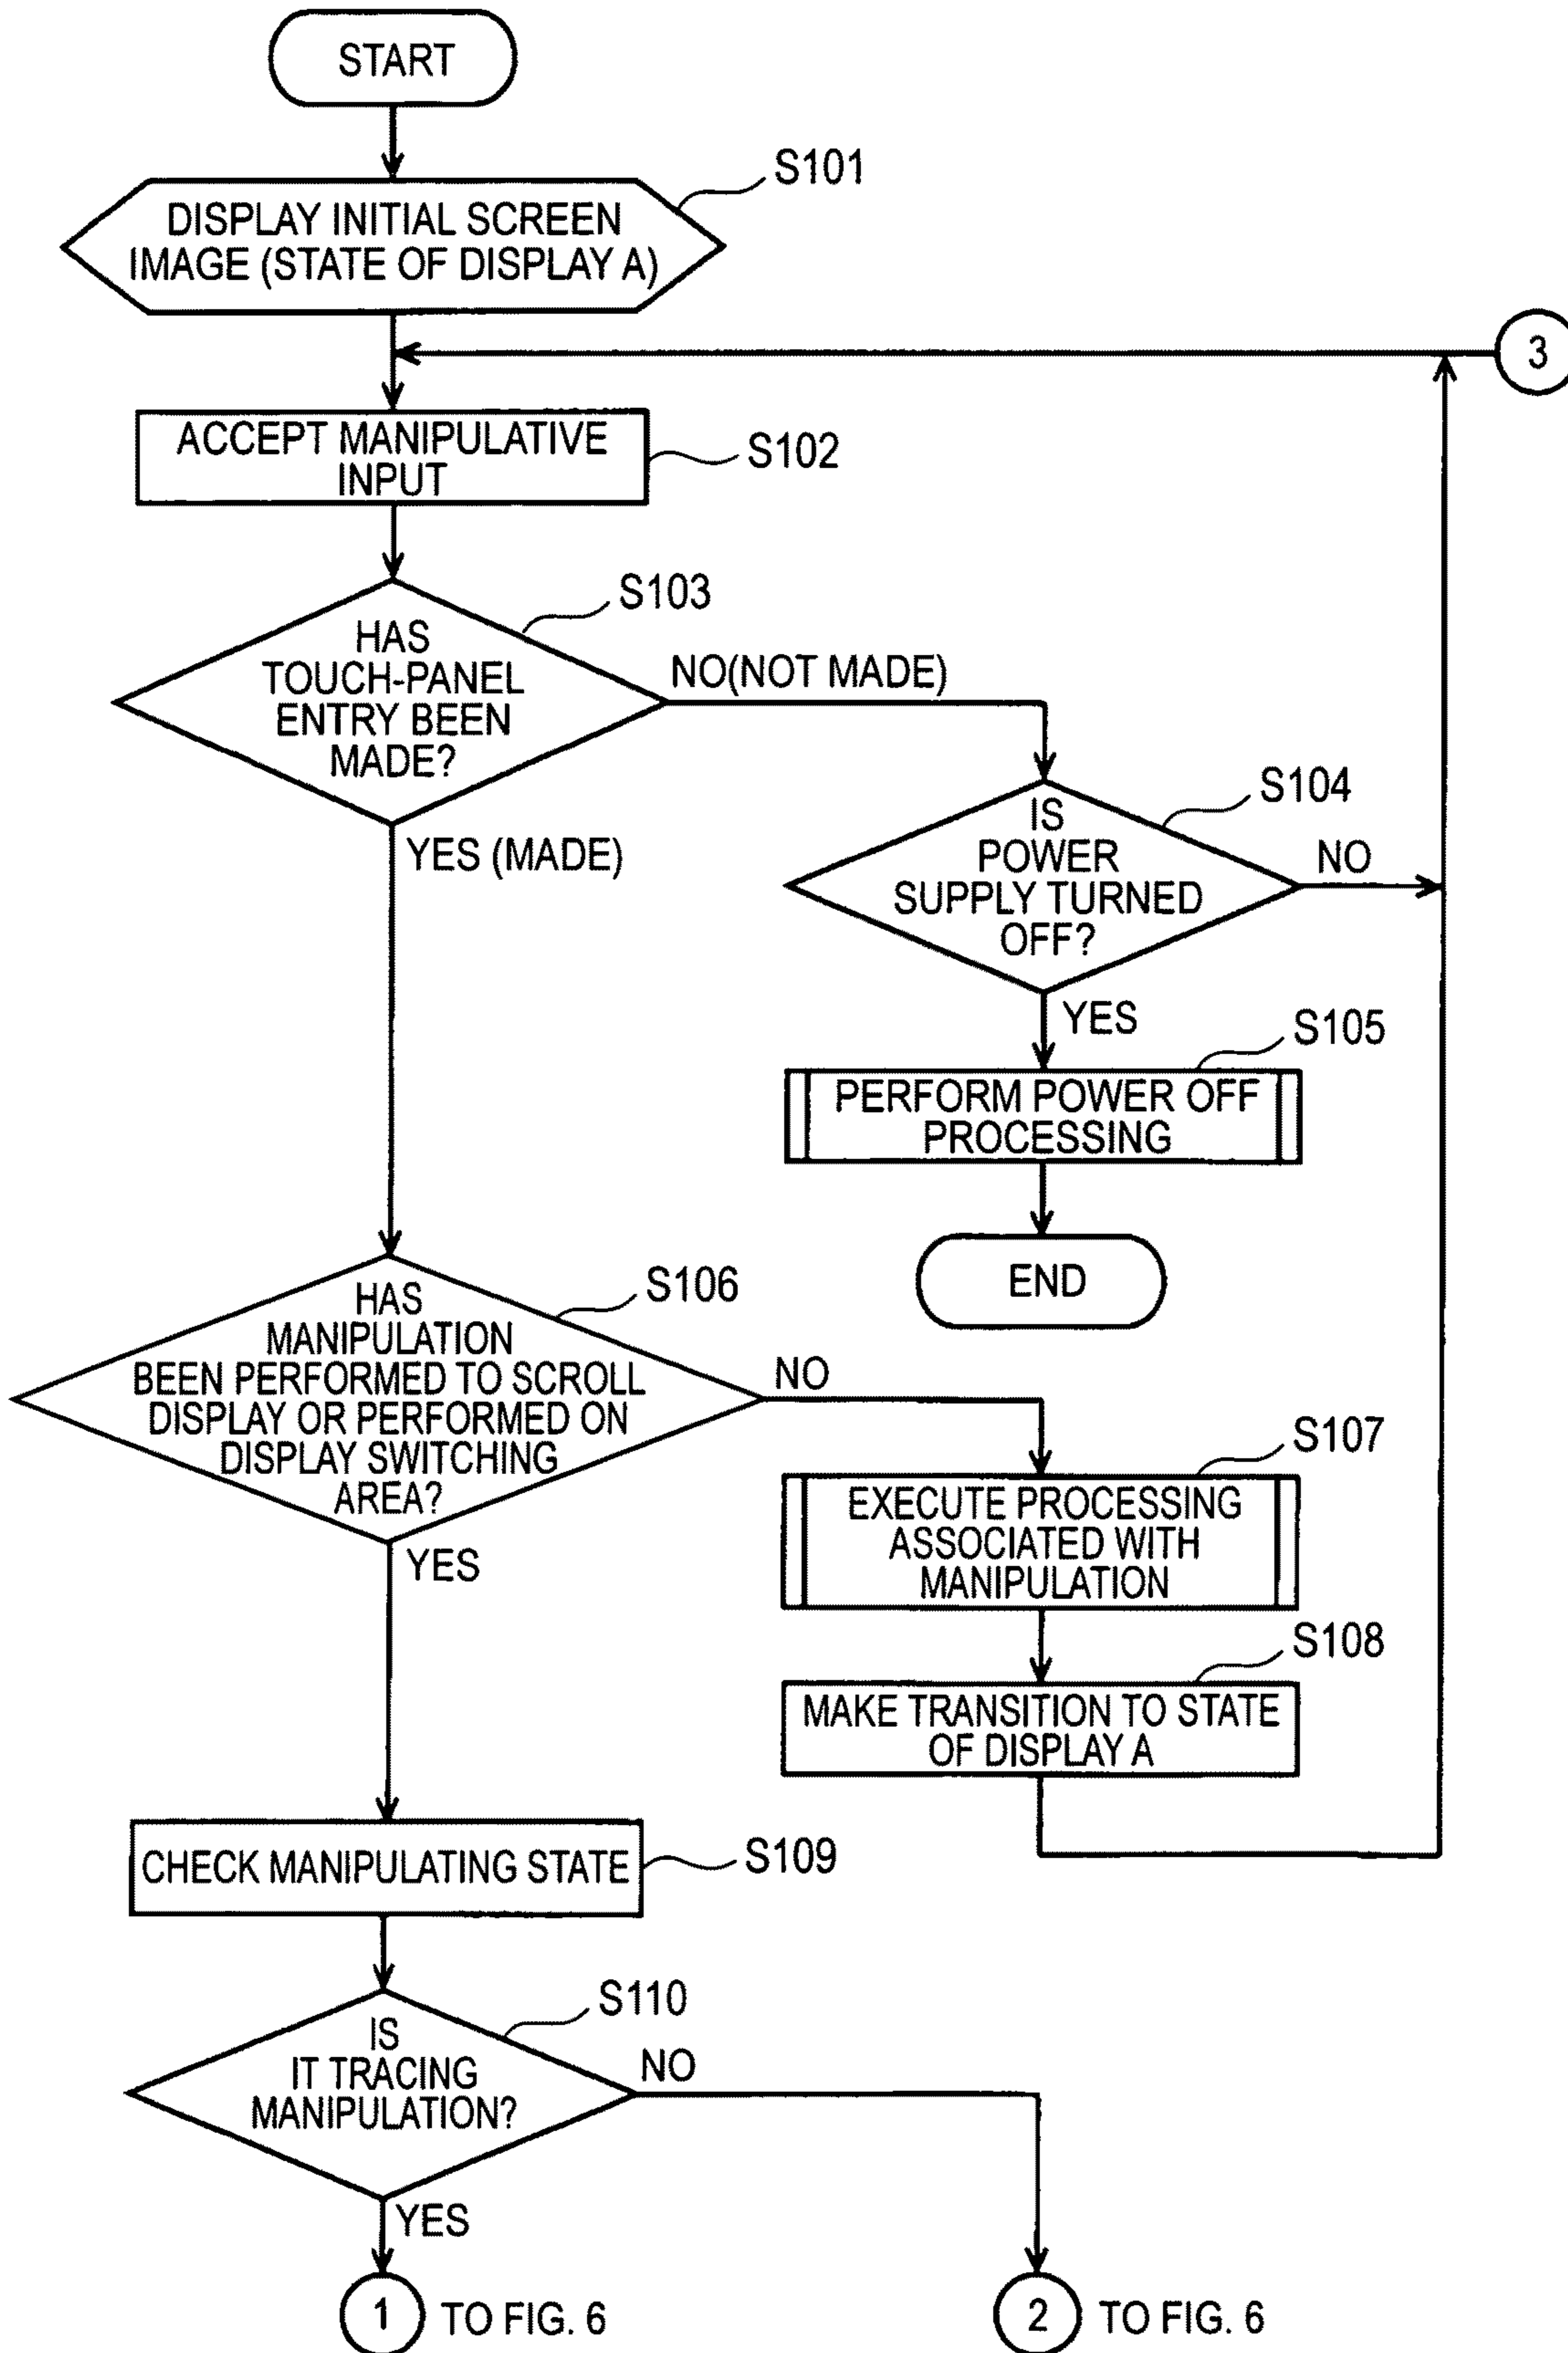 START
S101
DISPLAY INITIAL SCREEN
IMAGE (STATE OF DISPLAY A)
3
ACCEPT MANIPULATIVE
INPUT
S102
S103
HAS
TOUCH-PANEL
ENTRY BEEN
MADE?
NO(NOT MADE)
YES (MADE)
S104
IS
POWER
SUPPLY TURNED
OFF?
NO
YES
S105
PERFORM POWER OFF
PROCESSING
END
S106
HAS
MANIPULATION
BEEN PERFORMED TO SCROLL
DISPLAY OR PERFORMED ON
DISPLAY SWITCHING
AREA?
NO
YES
S107
EXECUTE PROCESSING
ASSOCIATED WITH
MANIPULATION
S108
MAKE TRANSITION TO STATE
OF DISPLAY A
CHECK MANIPULATING STATE
S109
S110
IS
IT TRACING
MANIPULATION?
NO
YES
1 TO FIG. 6
2 TO FIG. 6